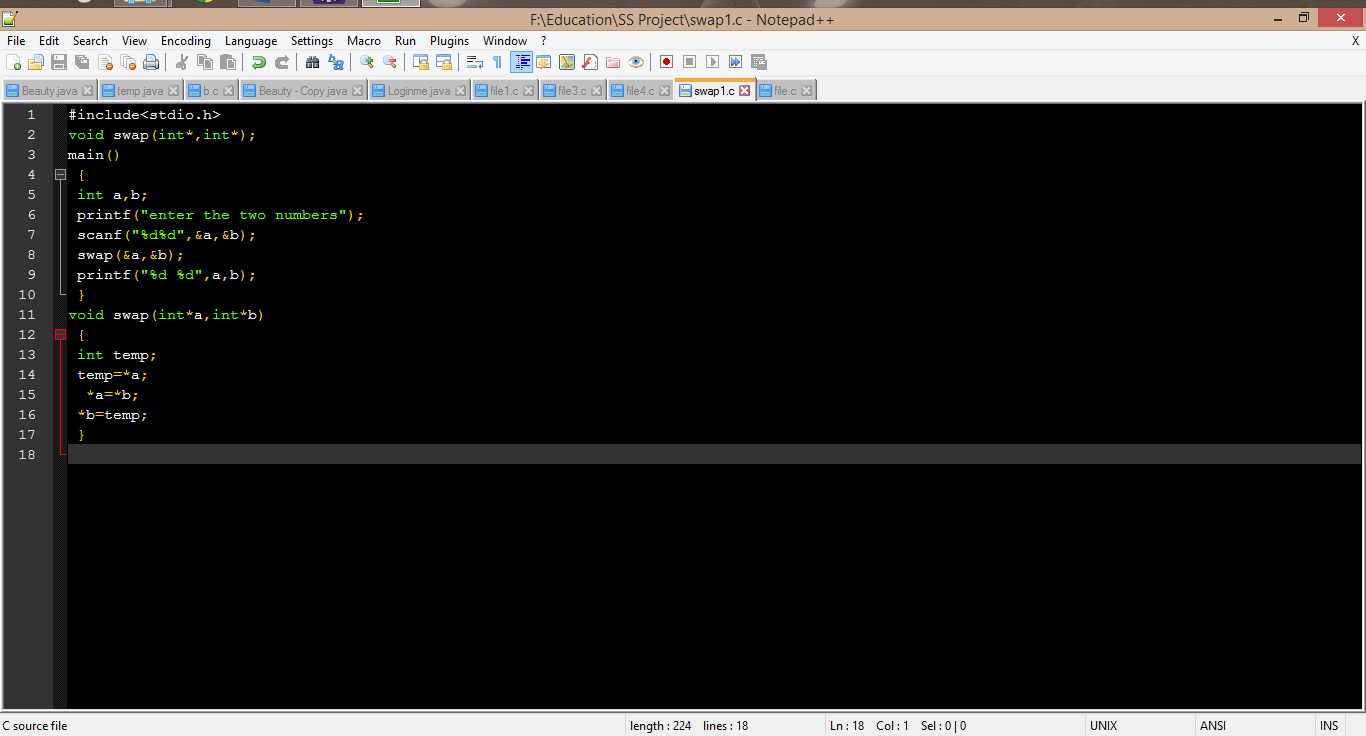 F:\Education\SS Project\swap1.c - Notepad++
File Edit Search View Encoding Language Settings Macro Run Plugins Window ? X
Beauty.java temp.java b.c Beauty - Copy.java Loginme.java file1.c file3.c file4.c swap1.c file.c
1 #include<stdio.h>
2 void swap(int*,int*);
3 main()
4 {
5 int a,b;
6 printf("enter the two numbers");
7 scanf("%d%d",&a,&b);
8 swap(&a,&b);
9 printf("%d %d",a,b);
10 }
11 void swap(int*a,int*b)
12 {
13 int temp;
14 temp=*a;
15 *a=*b;
16 *b=temp;
17 }
18
C source file length : 224 lines : 18 Ln : 18 Col : 1 Sel : 0 | 0 UNIX ANSI INS